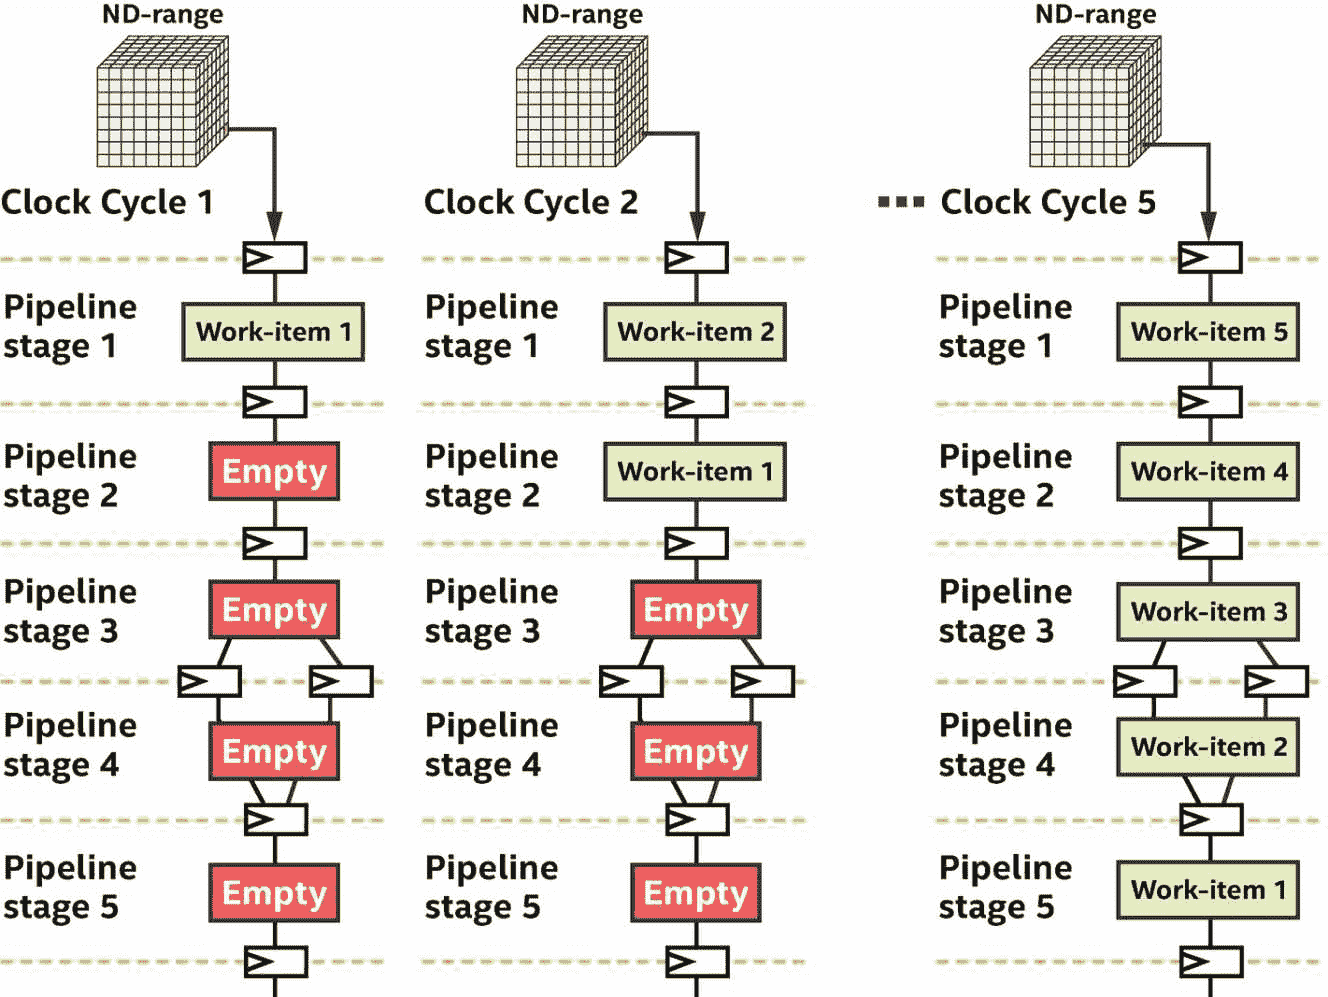 ND-range
Clock Cycle 1
Pipeline
stage 1
Work-item 1
Pipeline
stage 2
Empty
Pipeline
stage 3
Empty
Pipeline
stage 4
Empty
Pipeline
stage 5
Empty
ND-range
Clock Cycle 2
Pipeline
stage 1
Work-item 2
Pipeline
stage 2
Work-item 1
Pipeline
stage 3
Empty
Pipeline
stage 4
Empty
Pipeline
stage 5
Empty
ND-range
Clock Cycle 5
Pipeline
stage 1
Work-item 5
Pipeline
stage 2
Work-item 4
Pipeline
stage 3
Work-item 3
Pipeline
stage 4
Work-item 2
Pipeline
stage 5
Work-item 1